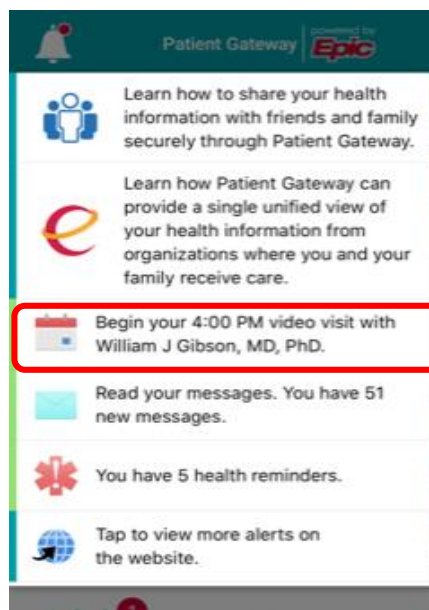 Patient Gateway
powered by
Epic
Learn how to share your health
information with friends and family
securely through Patient Gateway.
Learn how Patient Gateway can
provide a single unified view of
your health information from
organizations where you and your
family receive care.
Begin your 4:00 PM video visit with
William J Gibson, MD, PhD.
Read your messages. You have 51
new messages.
You have 5 health reminders.
Tap to view more alerts on
the website.